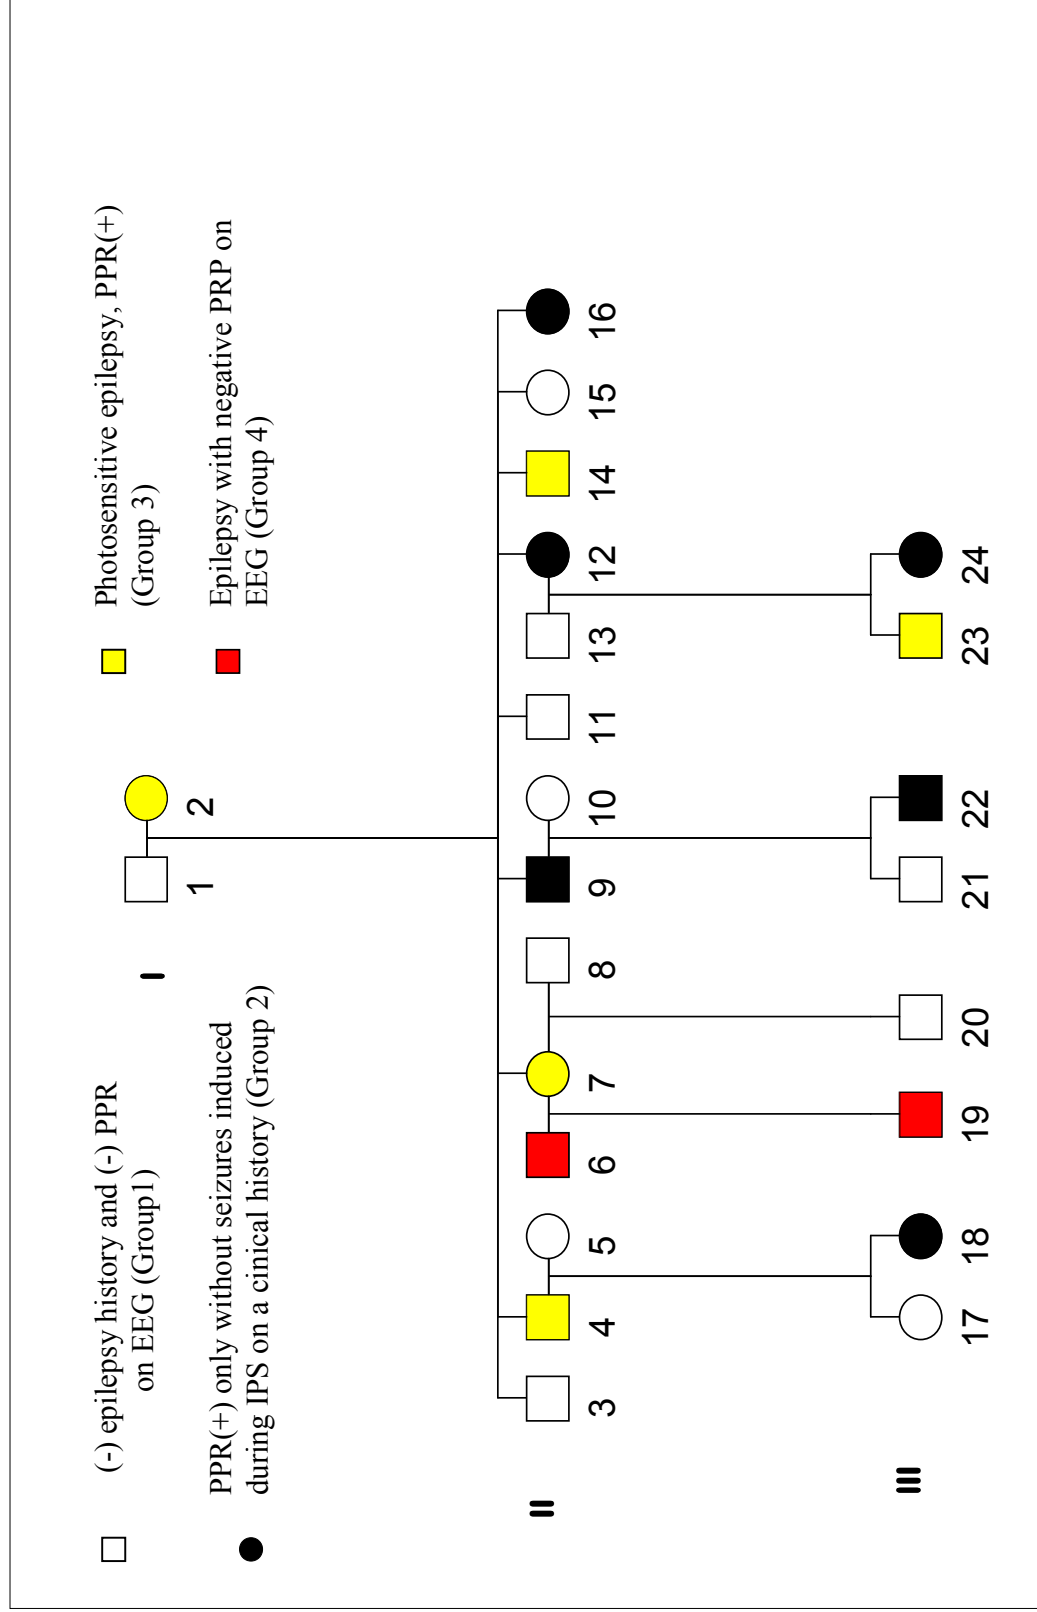 (-) epilepsy history and (-) PPR
on EEG (Group1)
PPR(+) only without seizures induced
during IPS on a cinical history (Group 2)
Photosensitive epilepsy, PPR(+)
(Group 3)
Epilepsy with negative PRP on
EEG (Group 4)
I
1 2
II
3 4 5 6 7 8 9 10 11 13 12 14 15 16
III
17 18 19 20 21 22 23 24